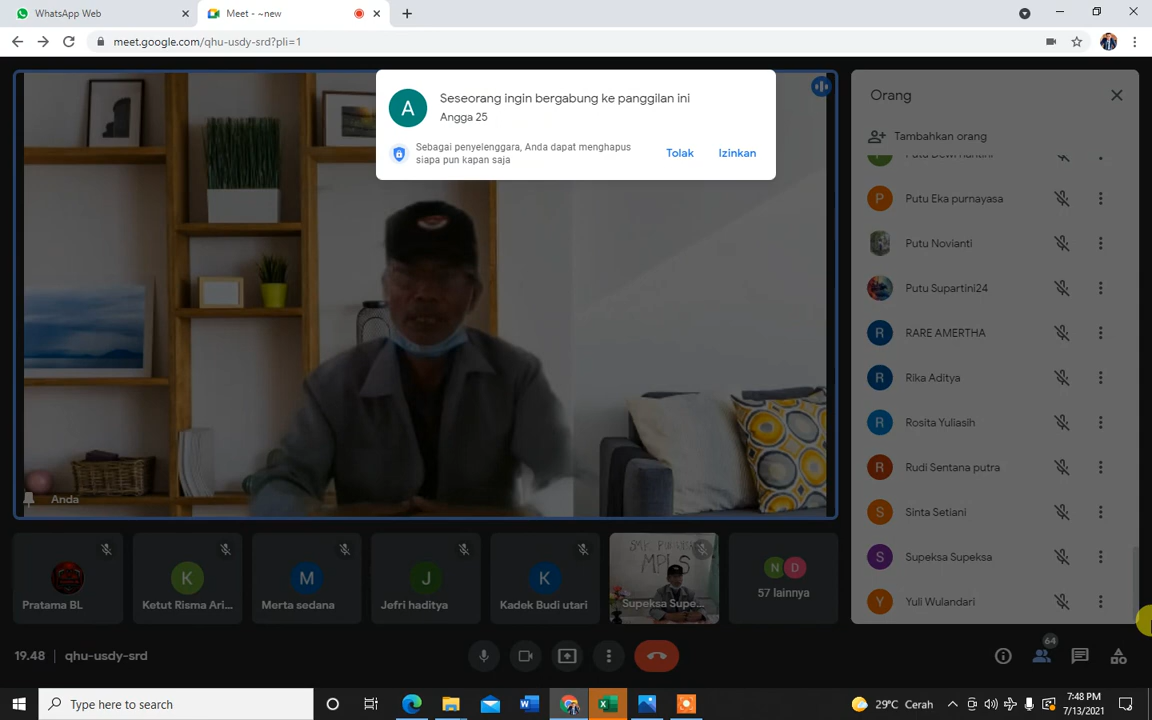 WhatsApp Web
Meet - ~new
meet.google.com/qhu-usdy-srd?pli=1
A
Seseorang ingin bergabung ke panggilan ini
Angga 25
Sebagai penyelenggara, Anda dapat menghapus
siapa pun kapan saja
Tolak
Izinkan
Anda
Pratama BL
K
Ketut Risma Ari...
M
Merta sedana
J
Jefri haditya
K
Kadek Budi utari
MPLS
Supeksa Supe...
N
D
57 lainnya
Orang
Tambahkan orang
P
Putu Eka purnayasa
Putu Novianti
Putu Supartini24
R
RARE AMERTHA
R
Rika Aditya
R
Rosita Yuliasih
R
Rudi Sentana putra
S
Sinta Setiani
S
Supeksa Supeksa
Y
Yuli Wulandari
19.48 | qhu-usdy-srd
64
Type here to search
29°C Cerah
7:48 PM
7/13/2021